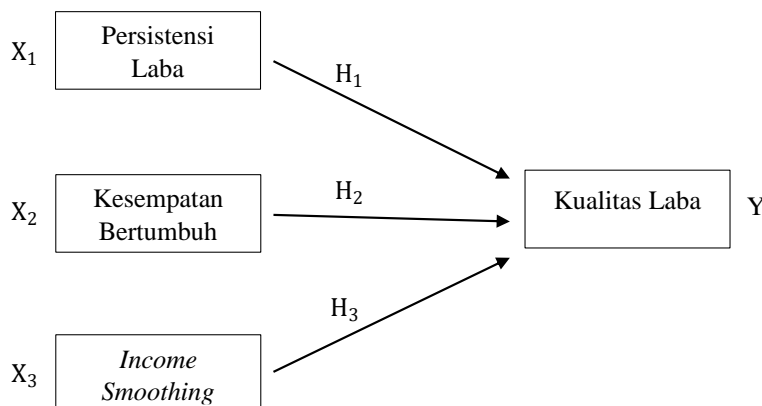 X₁
Persistensi
Laba
H₁
X₂
Kesempatan
Bertumbuh
H₂
Kualitas Laba
Y
H₃
X₃
Income
Smoothing